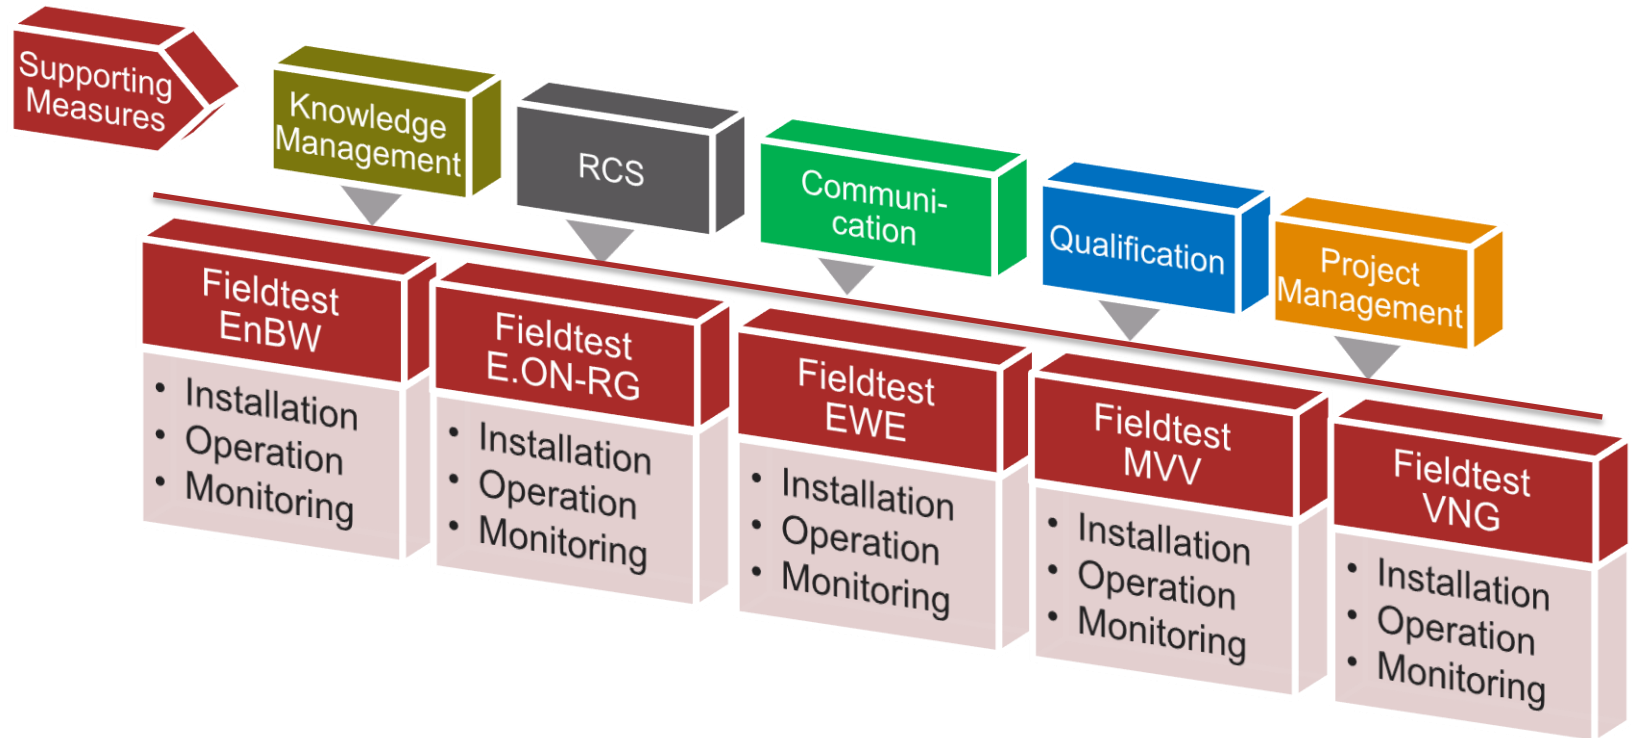 Supporting
Measures
Knowledge
Management
RCS
Communi-
cation
Qualification
Project
Management
Fieldtest
EnBW
• Installation
• Operation
• Monitoring
Fieldtest
E.ON-RG
• Installation
• Operation
• Monitoring
Fieldtest
EWE
• Installation
• Operation
• Monitoring
Fieldtest
MVV
• Installation
• Operation
• Monitoring
Fieldtest
VNG
• Installation
• Operation
• Monitoring